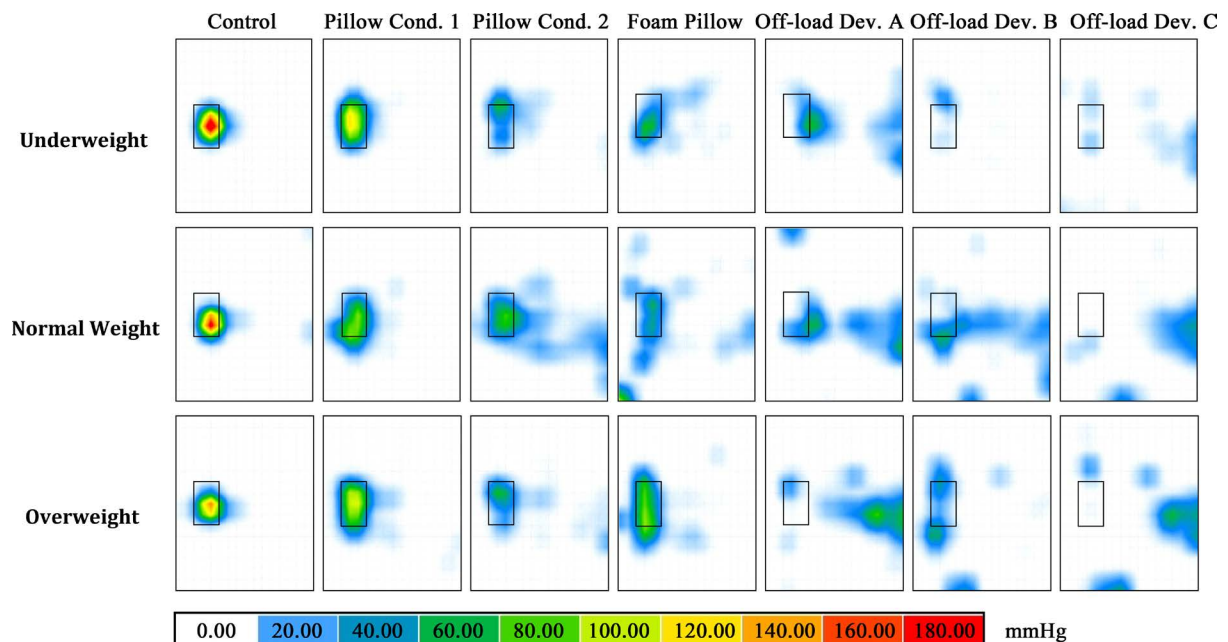 Control Pillow Cond. 1 Pillow Cond. 2 Foam Pillow Off-load Dev. A Off-load Dev. B Off-load Dev. C
Underweight
Normal Weight
Overweight
0.00 20.00 40.00 60.00 80.00 100.00 120.00 140.00 160.00 180.00 mmHg